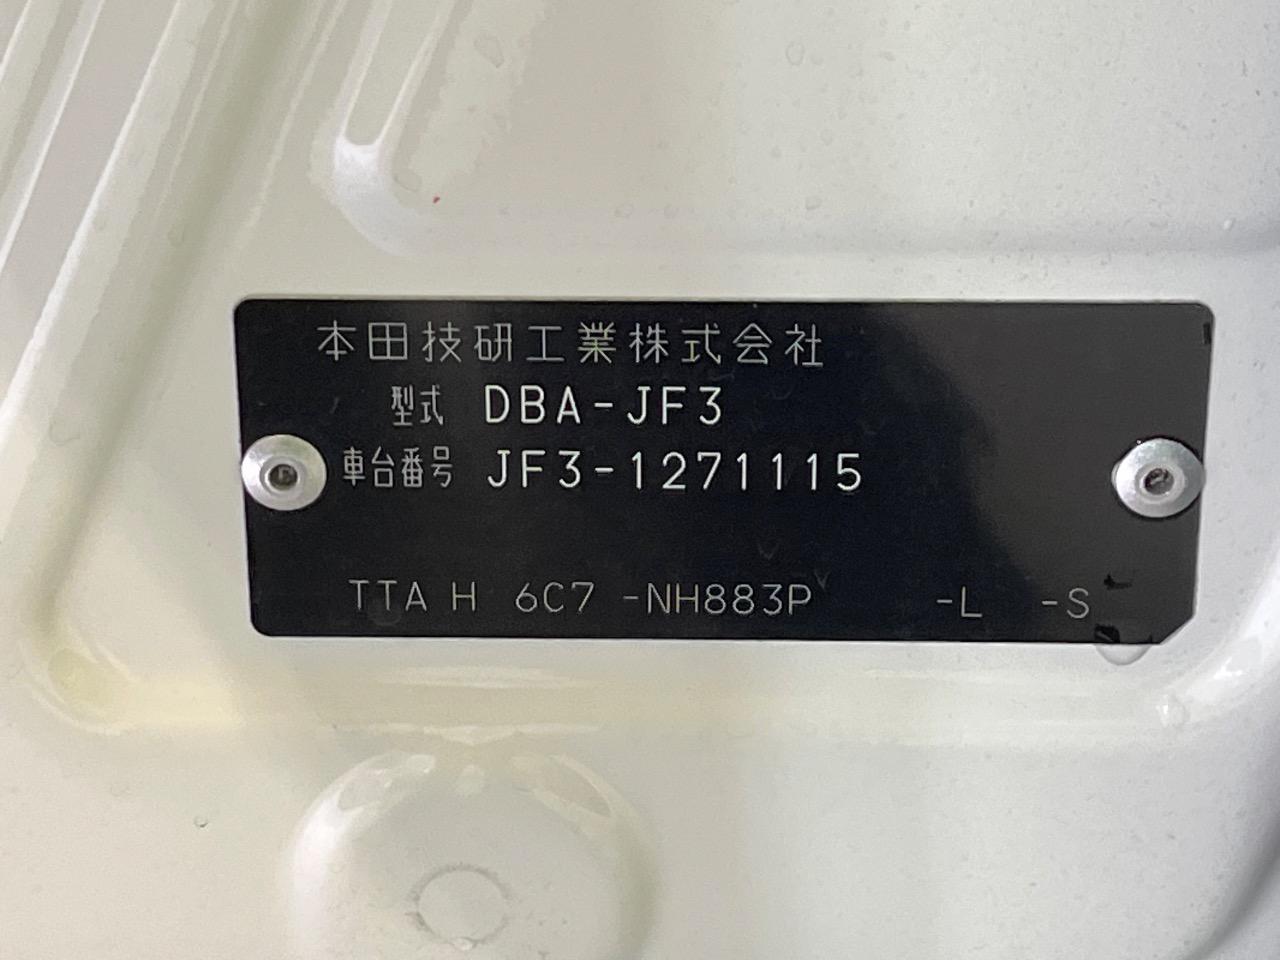 本田技研工業株式会社
型式 DBA-JF3
車台番号 JF3-1271115
TTA H 6C7 -NH883P -L -S